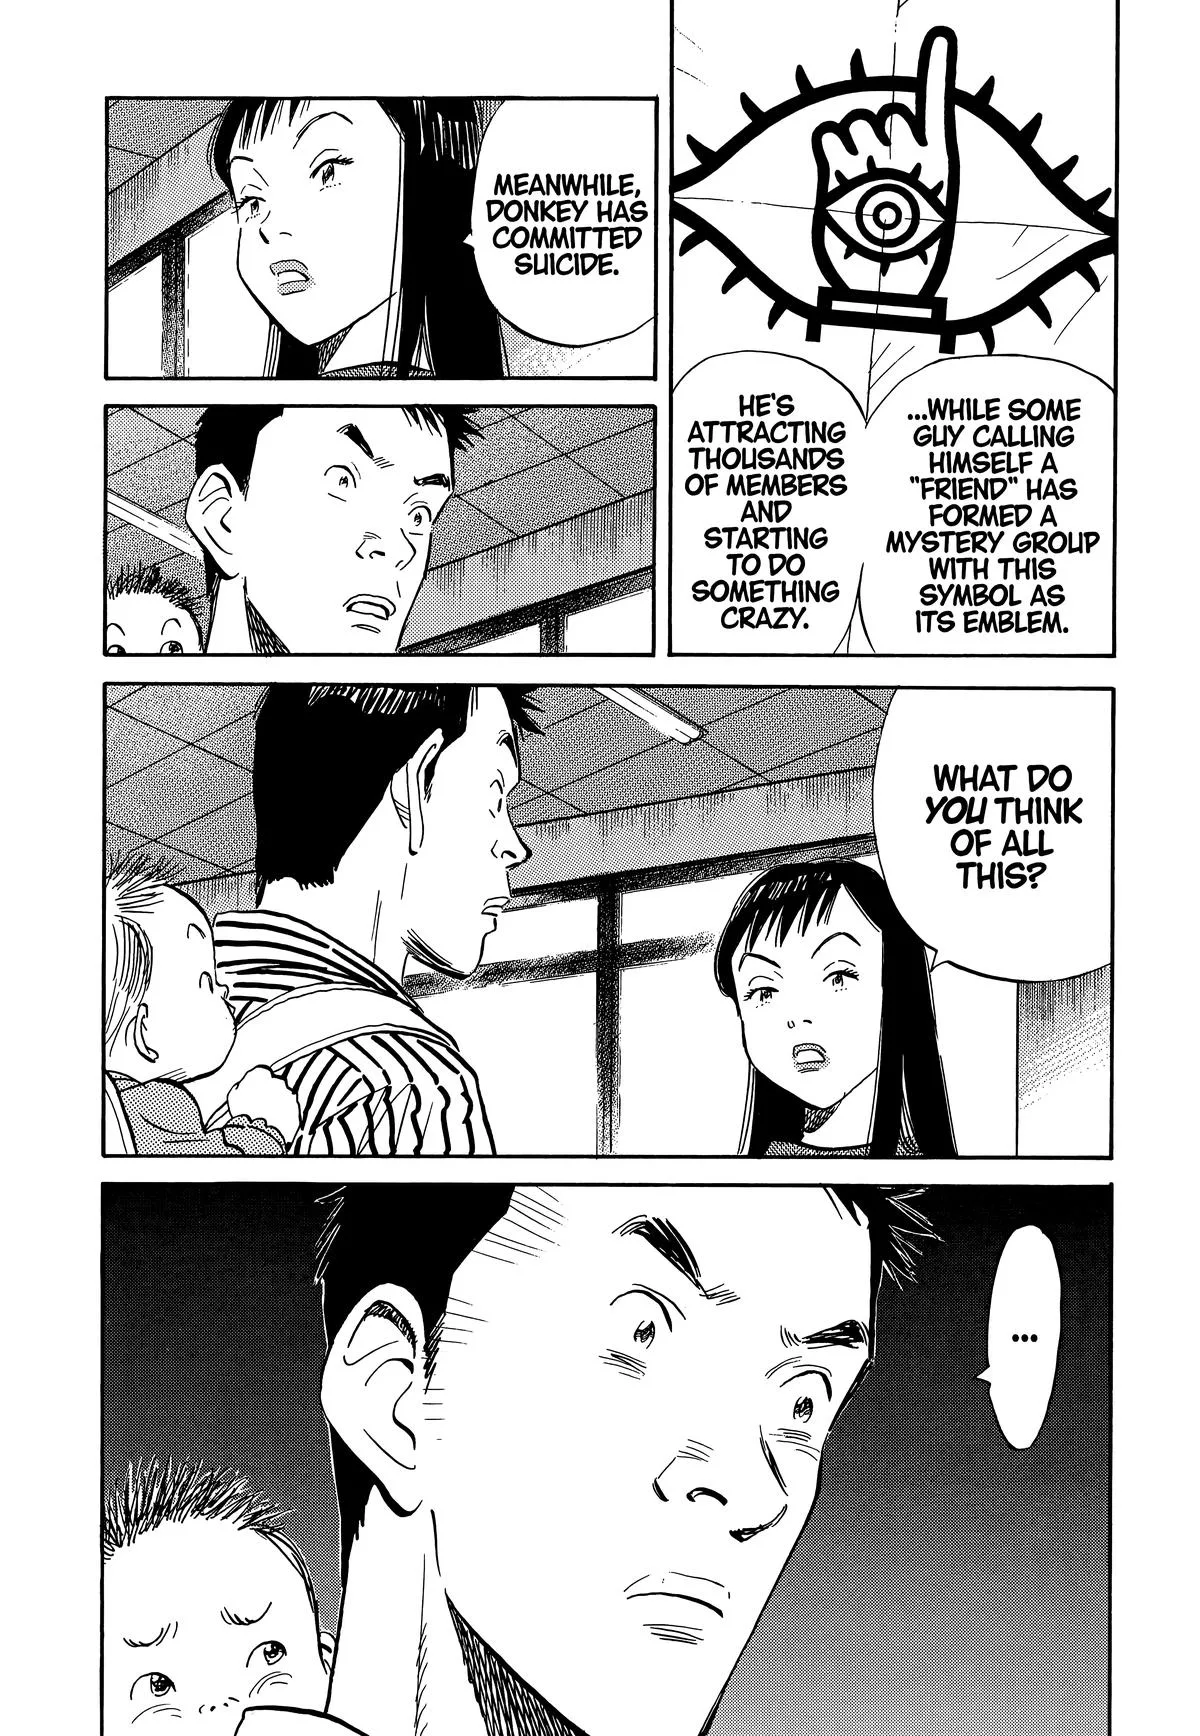 ...WHILE SOME
GUY CALLING
HIMSELF A
"FRIEND" HAS
FORMED A
MYSTERY GROUP
WITH THIS
SYMBOL AS
ITS EMBLEM.
HE'S
ATTRACTING
THOUSANDS
OF MEMBERS
AND
STARTING
TO DO
SOMETHING
CRAZY.
MEANWHILE,
DONKEY HAS
COMMITTED
SUICIDE.
WHAT DO
YOU THINK
OF ALL
THIS?
...